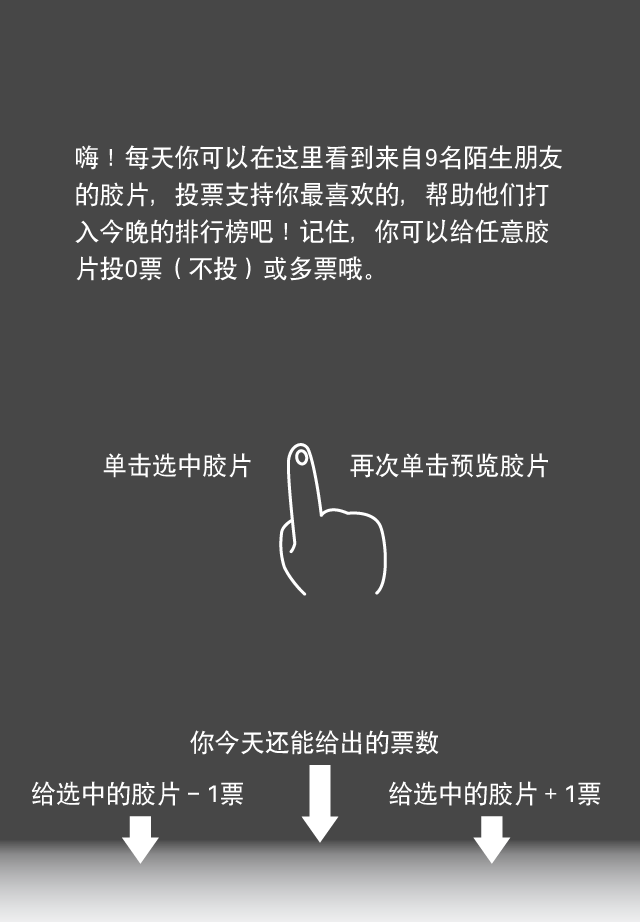 嗨！每天你可以在这里看到来自9名陌生朋友
的胶片，投票支持你最喜欢的，帮助他们打
入今晚的排行榜吧！记住，你可以给任意胶
片投0票（不投）或多票哦。
单击选中胶片
再次单击预览胶片
你今天还能给出的票数
给选中的胶片－1票
给选中的胶片＋1票